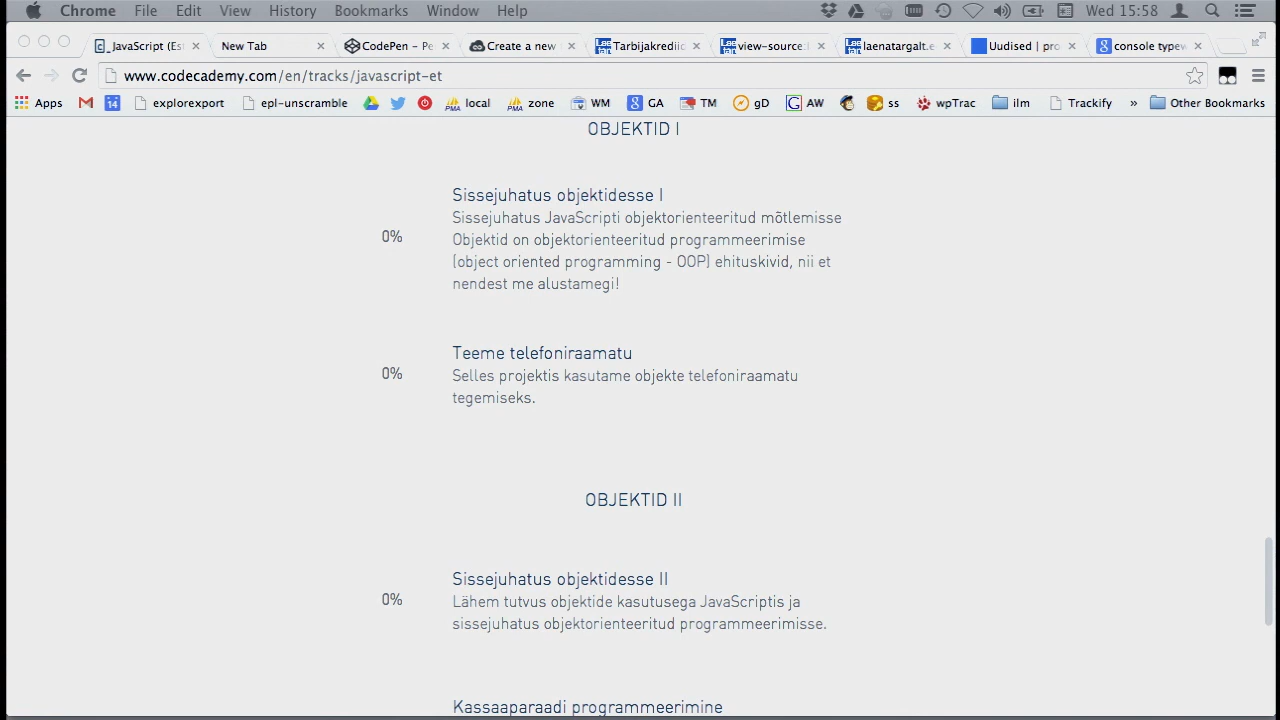 Chrome File Edit View History Bookmarks Window Help Wed 15:58
JavaScript (Es New Tab CodePen - Pe Create a new Tarbijakrediic view-source: laenatargalt.e Uudised | pro console typew
www.codecademy.com/en/tracks/javascript-et
Apps 14 explorexport epl-unscramble PMA local PMA zone WM GA TM gD AW ss wpTrac ilm Trackify » Other Bookmarks
OBJEKTID I
Sissejuhatus objektidesse I
Sissejuhatus JavaScripti objektorienteeritud mõtlemisse
0%
Objektid on objektorienteeritud programmeerimise
(object oriented programming - OOP) ehituskivid, nii et
nendest me alustamegi!
Teeme telefoniraamatu
0%
Selles projektis kasutame objekte telefoniraamatu
tegemiseks.
OBJEKTID II
Sissejuhatus objektidesse II
0%
Lähem tutvus objektide kasutusega JavaScriptis ja
sissejuhatus objektorienteeritud programmeerimisse.
Kassaaparaadi programmeerimine